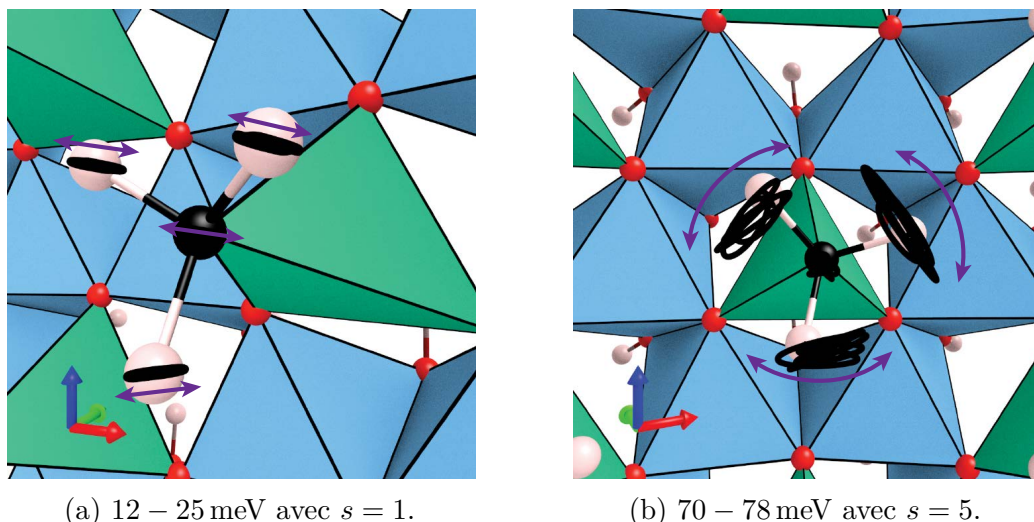 (a) 12 – 25 meV avec s = 1.
(b) 70 – 78 meV avec s = 5.